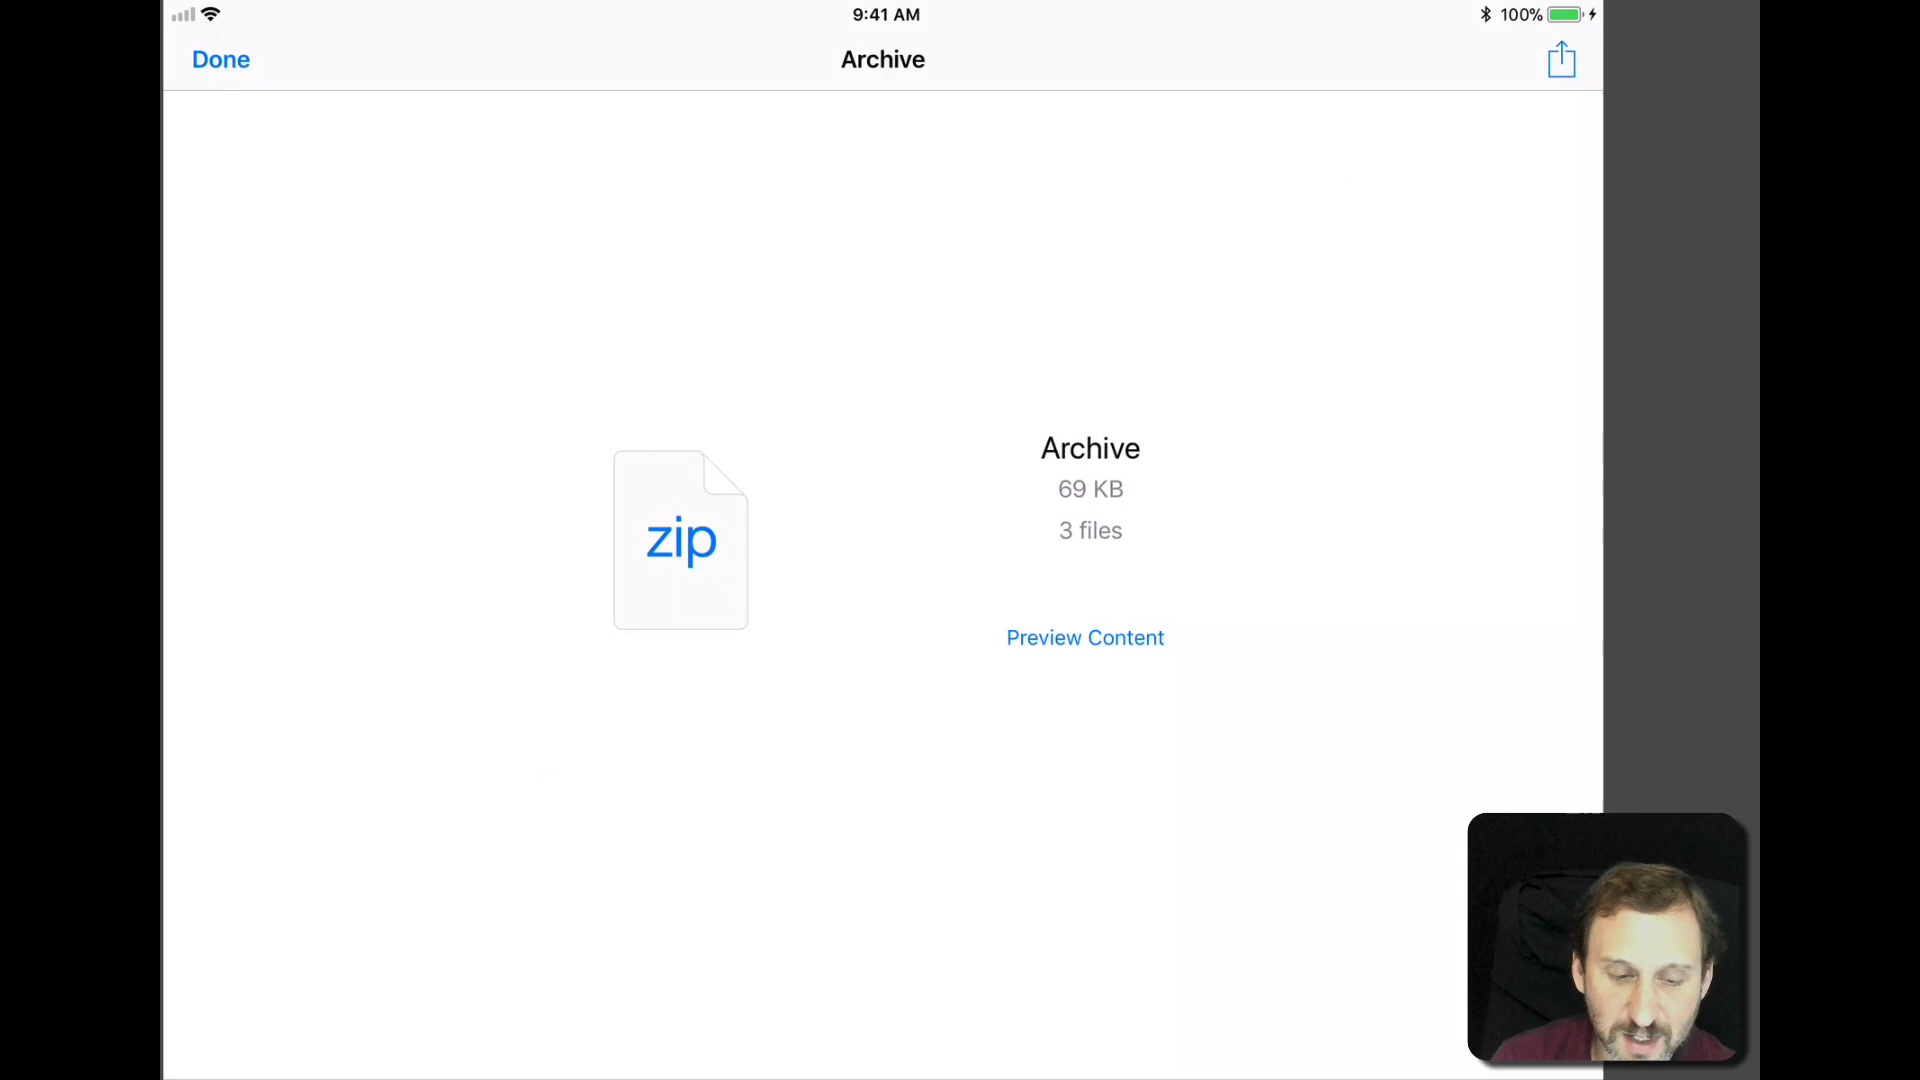 9:41 AM
100%
Done
Archive
zip
Archive
69 KB
3 files
Preview Content